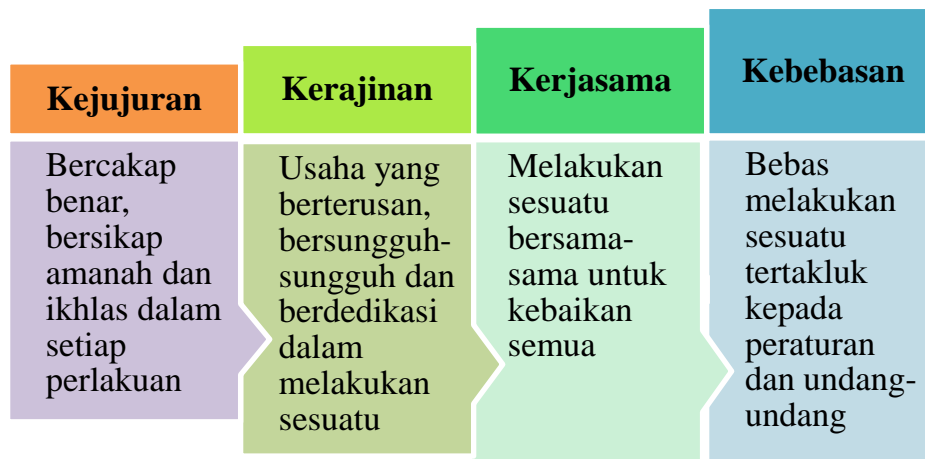 Kejujuran
Bercakap
benar,
bersikap
amanah dan
ikhlas dalam
setiap
perlakuan
Kerajinan
Usaha yang
berterusan,
bersungguh-
sungguh dan
berdedikasi
dalam
melakukan
sesuatu
Kerjasama
Melakukan
sesuatu
bersama-
sama untuk
kebaikan
semua
Kebebasan
Bebas
melakukan
sesuatu
tertakluk
kepada
peraturan
dan undang-
undang